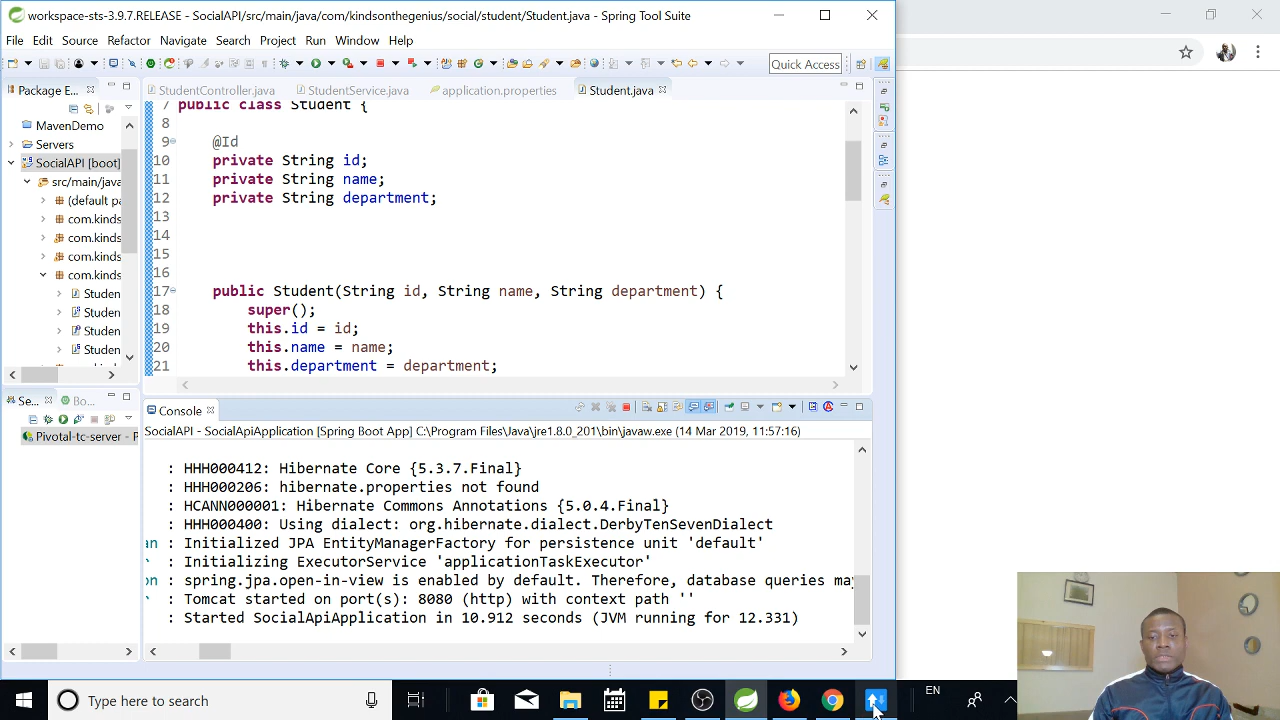 workspace-sts-3.9.7.RELEASE - SocialAPI/src/main/java/com/kindsonthegenius/social/student/Student.java - Spring Tool Suite
File Edit Source Refactor Navigate Search Project Run Window Help
Quick Access
Package E...
StudentController.java
StudentService.java
application.properties
Student.java
MavenDemo
Servers
SocialAPI [boot]
src/main/java
(default pa
com.kinds
com.kinds
com.kinds
com.kinds
Studen
Studen
Studen
Studen
7 public class Student {
8
9 @Id
10 private String id;
11 private String name;
12 private String department;
13
14
15
16
17 public Student(String id, String name, String department) {
18 super();
19 this.id = id;
20 this.name = name;
21 this.department = department;
Se...
Bo...
Pivotal-tc-server - P
Console
SocialAPI - SocialApiApplication [Spring Boot App] C:\Program Files\Java\jre1.8.0_201\bin\javaw.exe (14 Mar 2019, 11:57:16)
: HHH000412: Hibernate Core {5.3.7.Final}
: HHH000206: hibernate.properties not found
: HCANN000001: Hibernate Commons Annotations {5.0.4.Final}
: HHH000400: Using dialect: org.hibernate.dialect.DerbyTenSevenDialect
an : Initialized JPA EntityManagerFactory for persistence unit 'default'
: Initializing ExecutorService 'applicationTaskExecutor'
on : spring.jpa.open-in-view is enabled by default. Therefore, database queries may
: Tomcat started on port(s): 8080 (http) with context path ''
: Started SocialApiApplication in 10.912 seconds (JVM running for 12.331)
Type here to search
EN